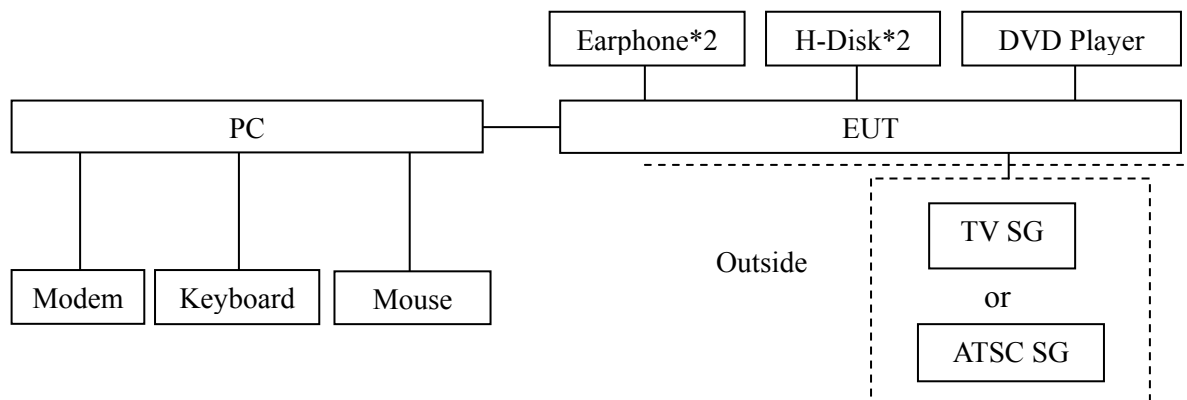 Earphone*2
H-Disk*2
DVD Player
PC
EUT
TV SG
Outside
Modem
Keyboard
Mouse
or
ATSC SG